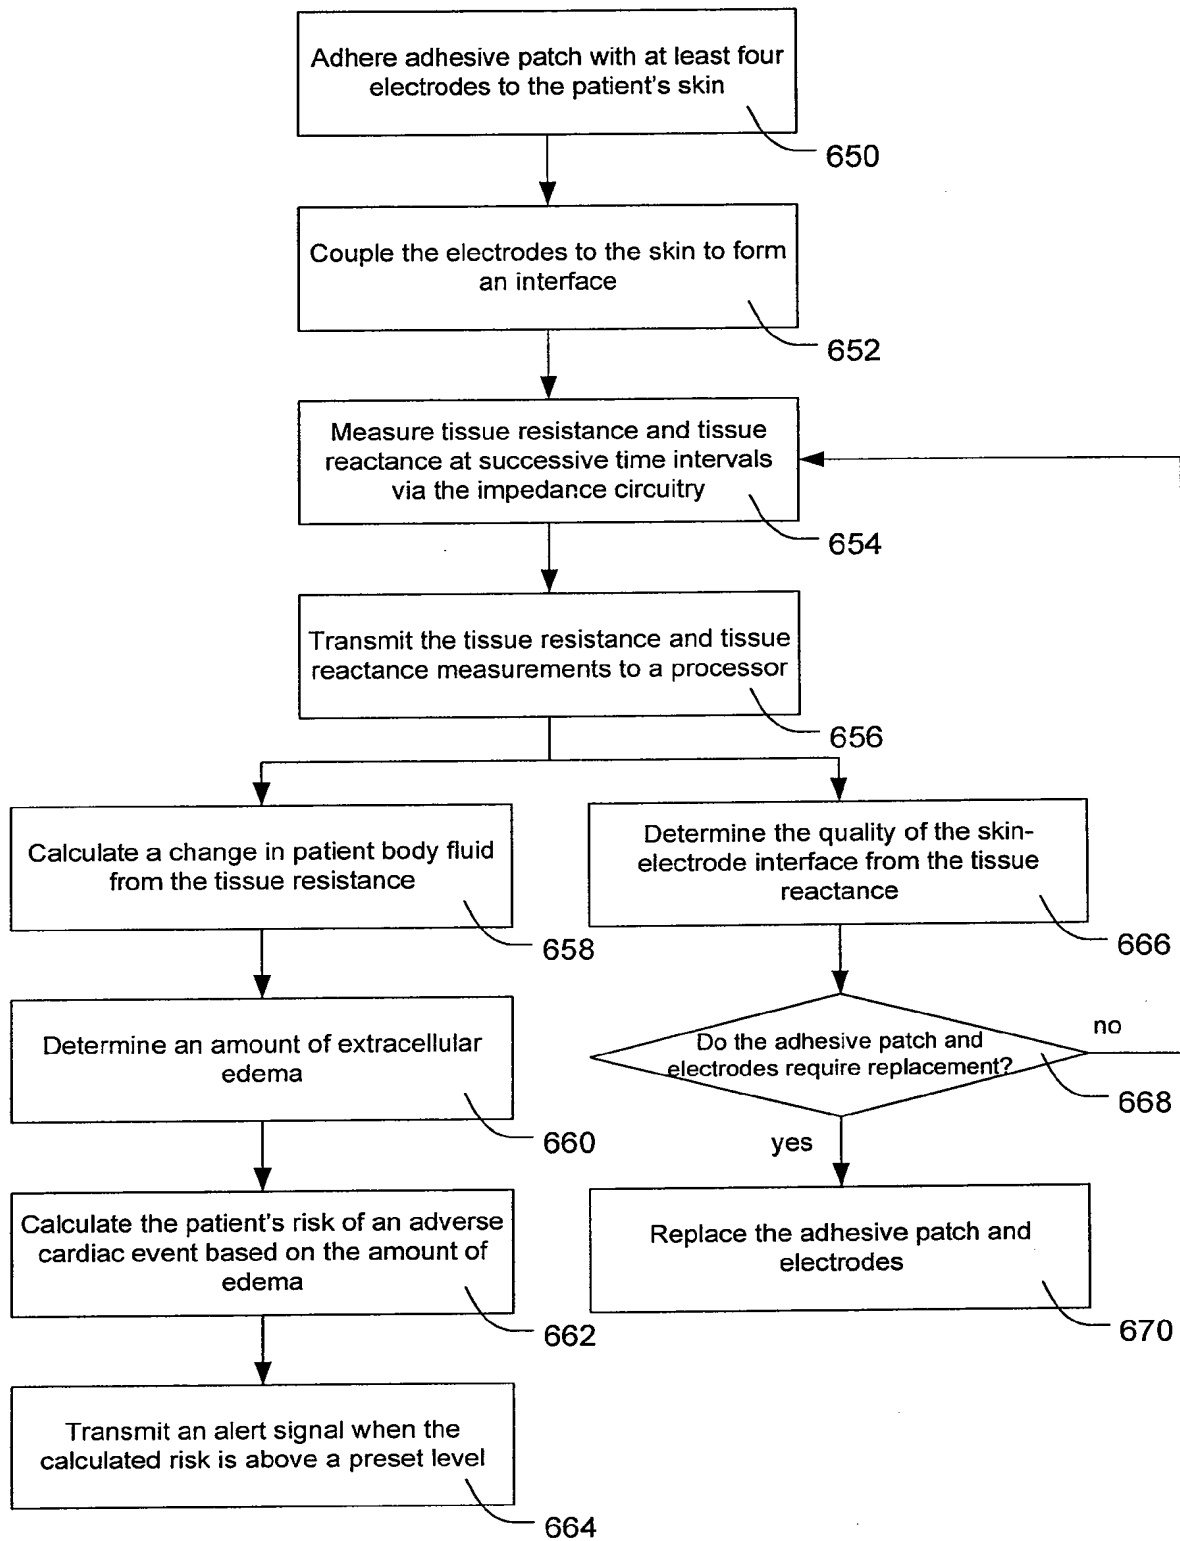 Adhere adhesive patch with at least four
electrodes to the patient's skin
650
Couple the electrodes to the skin to form
an interface
652
Measure tissue resistance and tissue
reactance at successive time intervals
via the impedance circuitry
654
Transmit the tissue resistance and tissue
reactance measurements to a processor
656
Calculate a change in patient body fluid
from the tissue resistance
658
Determine an amount of extracellular
edema
660
Calculate the patient's risk of an adverse
cardiac event based on the amount of
edema
662
Transmit an alert signal when the
calculated risk is above a preset level
664
Determine the quality of the skin-
electrode interface from the tissue
reactance
666
Do the adhesive patch and
electrodes require replacement?
668
no
yes
Replace the adhesive patch and
electrodes
670